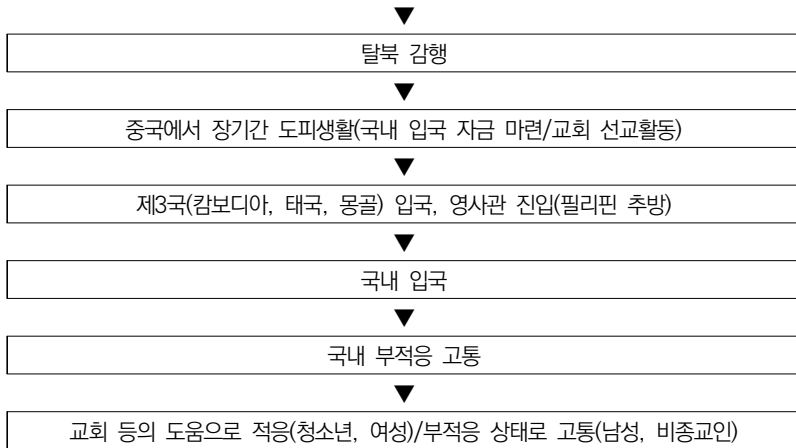 ▼
탈북 감행
▼
중국에서 장기간 도피생활(국내 입국 자금 마련/교회 선교활동)
▼
제3국(캄보디아, 태국, 몽골) 입국, 영사관 진입(필리핀 추방)
▼
국내 입국
▼
국내 부적응 고통
▼
교회 등의 도움으로 적응(청소년, 여성)/부적응 상태로 고통(남성, 비종교인)